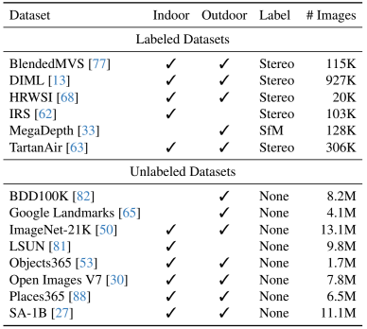 Dataset Indoor Outdoor Label # Images
Labeled Datasets
BlendedMVS [77] ✓ ✓ Stereo 115K
DIML [13] ✓ ✓ Stereo 927K
HRWSI [68] ✓ ✓ Stereo 20K
IRS [62] ✓ Stereo 103K
MegaDepth [33] ✓ SfM 128K
TartanAir [63] ✓ ✓ Stereo 306K
Unlabeled Datasets
BDD100K [82] ✓ None 8.2M
Google Landmarks [65] ✓ None 4.1M
ImageNet-21K [50] ✓ ✓ None 13.1M
LSUN [81] ✓ None 9.8M
Objects365 [53] ✓ ✓ None 1.7M
Open Images V7 [30] ✓ ✓ None 7.8M
Places365 [88] ✓ ✓ None 6.5M
SA-1B [27] ✓ ✓ None 11.1M